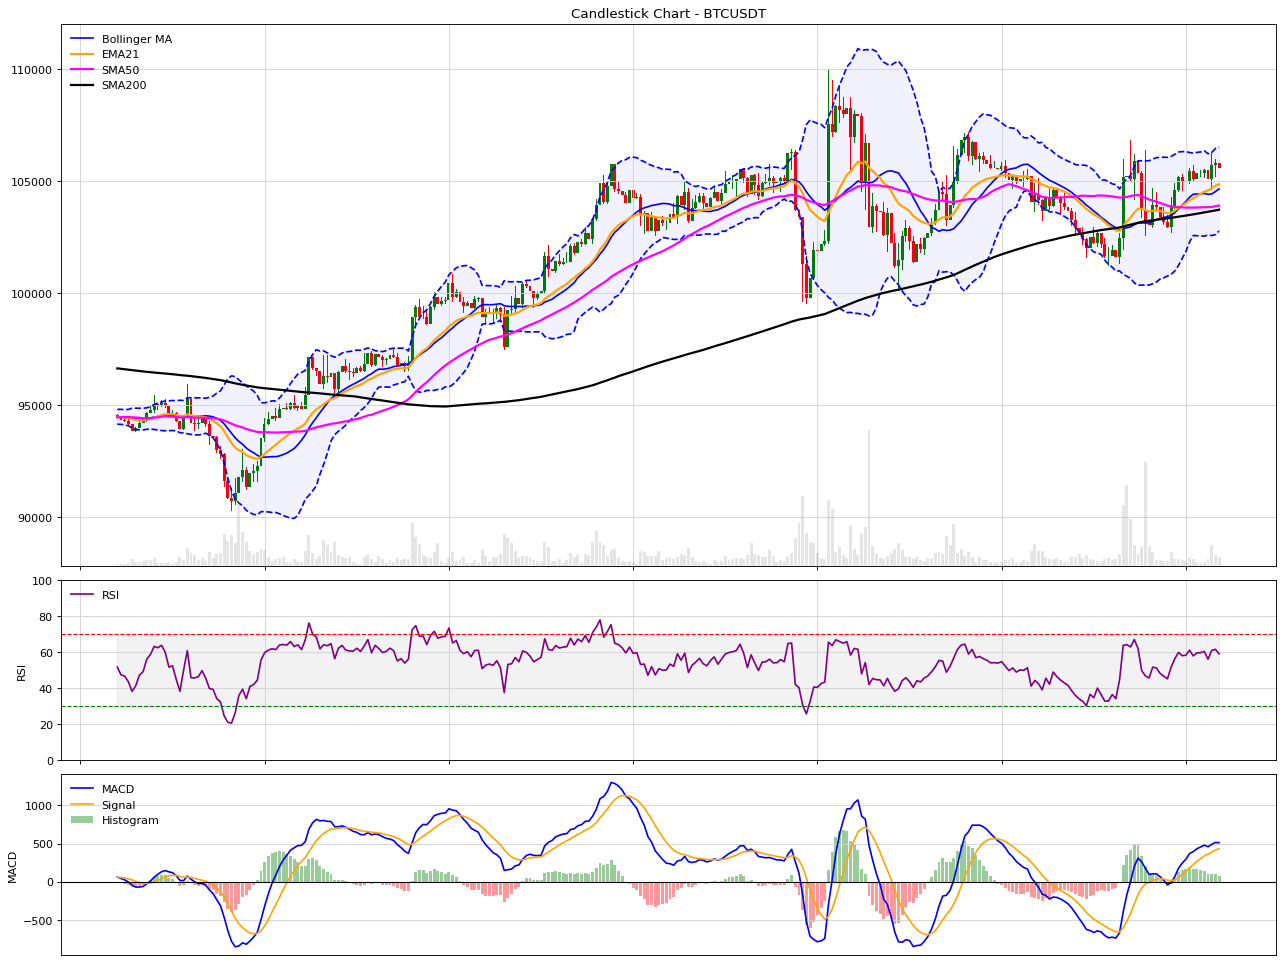 Candlestick Chart - BTCUSDT
Bollinger MA
EMA21
SMA50
SMA200
110000
105000
100000
95000
90000
RSI
100
80
60
40
20
0
RSI
MACD
Signal
Histogram
1000
500
0
−500
MACD